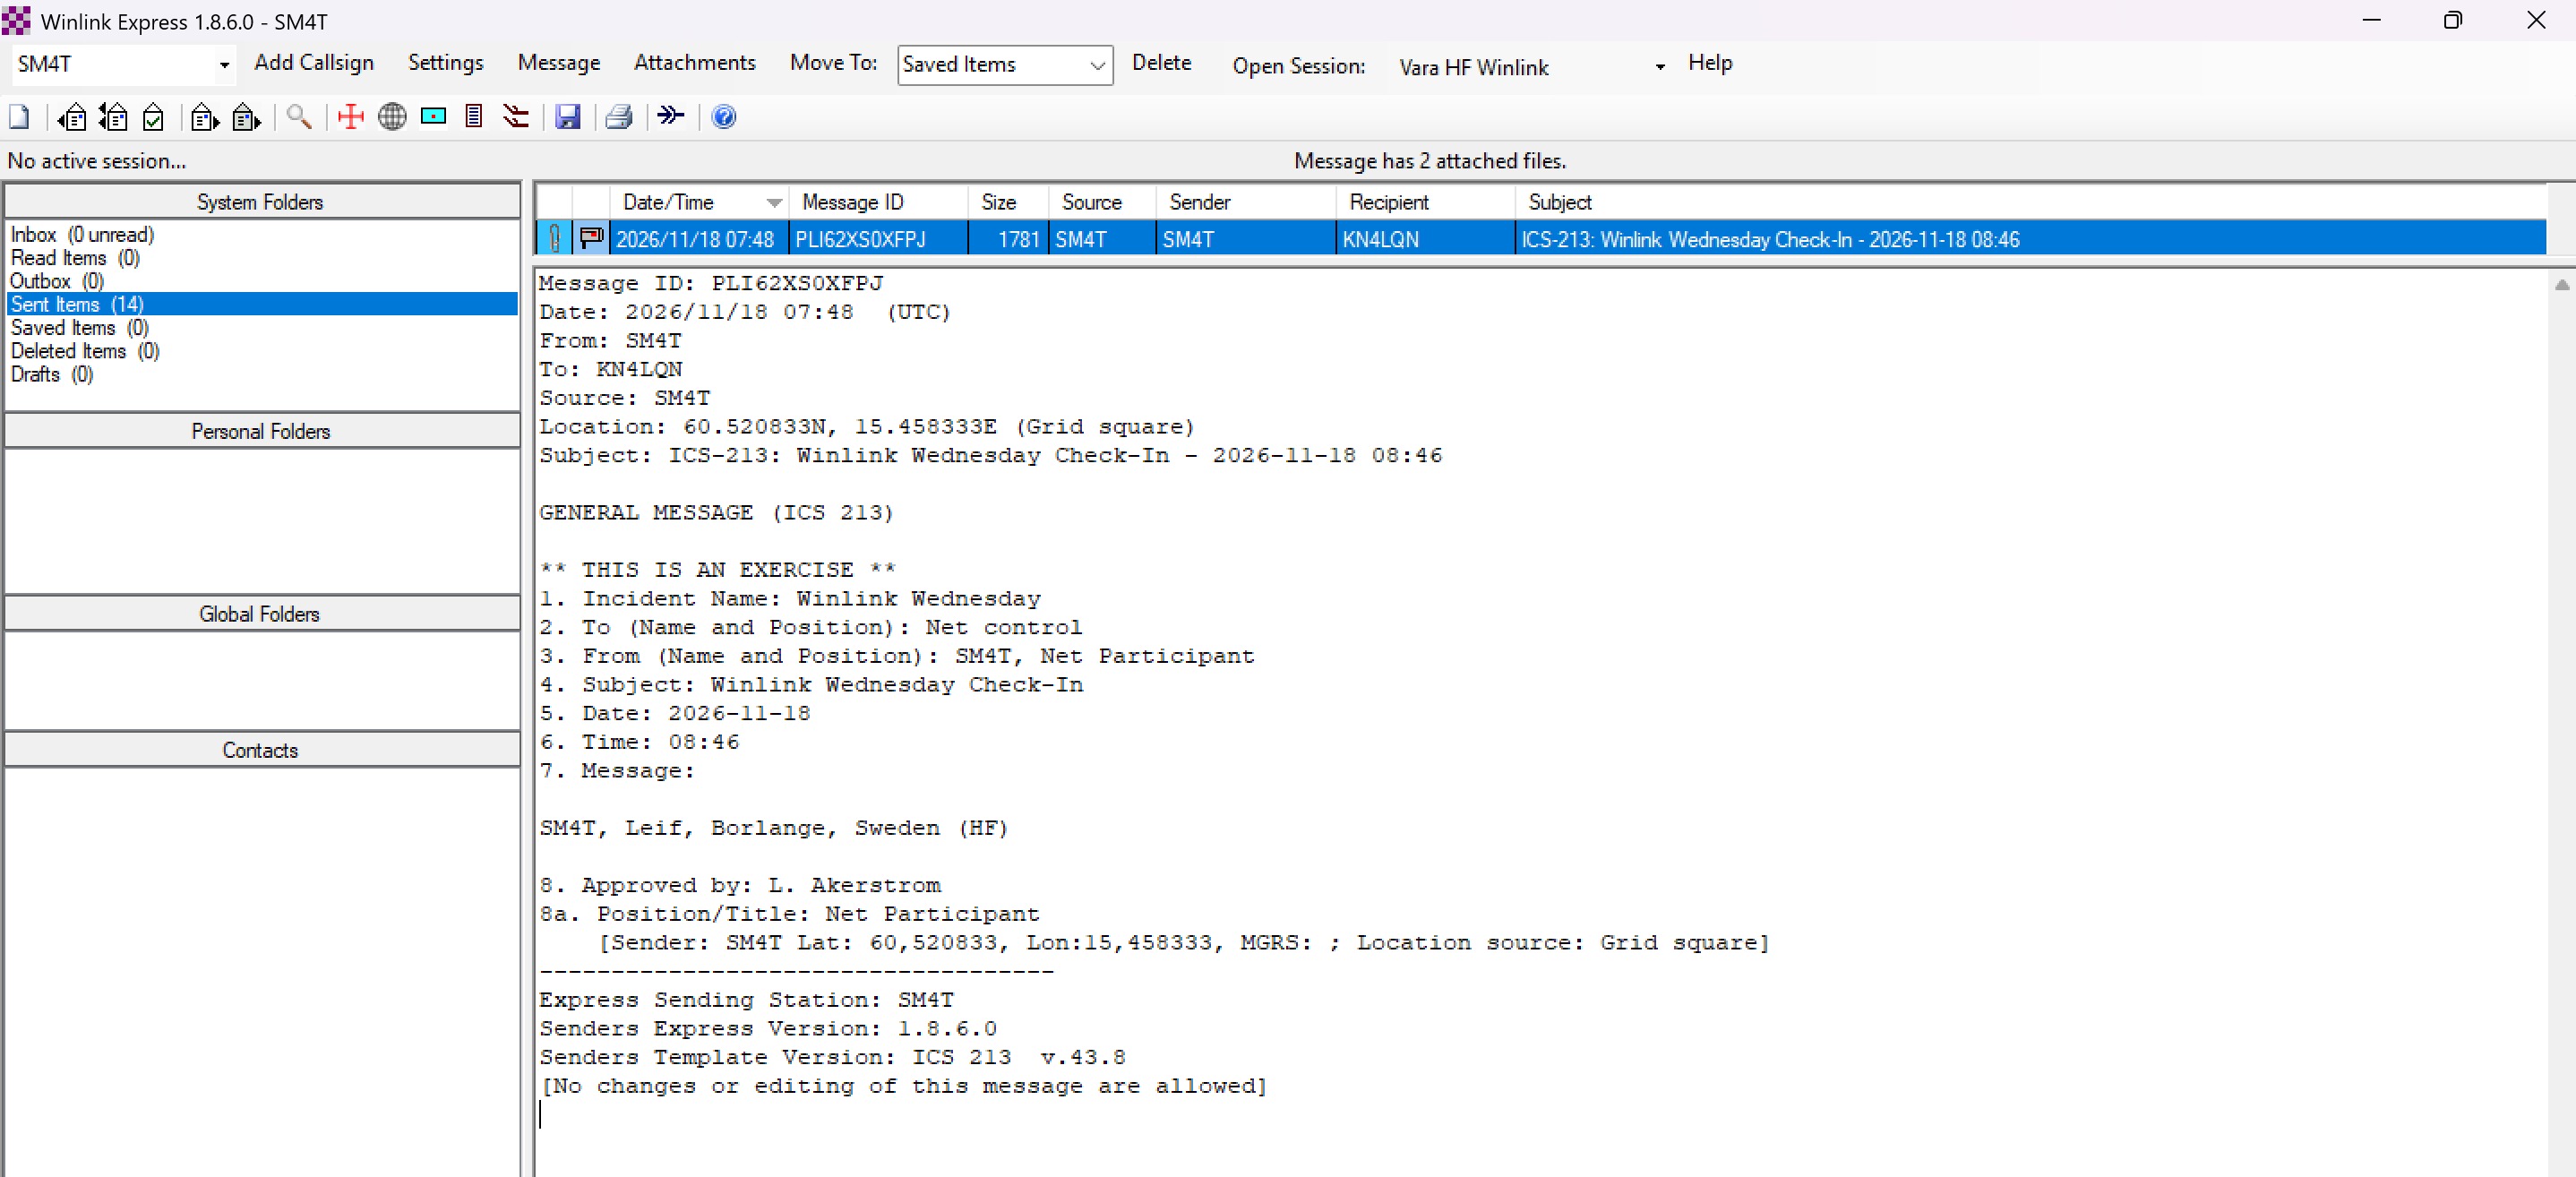 Winlink Express 1.8.6.0 - SM4T
SM4T Add Callsign Settings Message Attachments Move To: Saved Items Delete Open Session: Vara HF Winlink Help
No active session... Message has 2 attached files.
System Folders
Inbox (0 unread)
Read Items (0)
Outbox (0)
Sent Items (14)
Saved Items (0)
Deleted Items (0)
Drafts (0)
Personal Folders
Global Folders
Contacts
Date/Time Message ID Size Source Sender Recipient Subject
2026/11/18 07:48 PLI62XS0XFPJ 1781 SM4T SM4T KN4LQN ICS-213: Winlink Wednesday Check-In - 2026-11-18 08:46
Message ID: PLI62XS0XFPJ
Date: 2026/11/18 07:48 (UTC)
From: SM4T
To: KN4LQN
Source: SM4T
Location: 60.520833N, 15.458333E (Grid square)
Subject: ICS-213: Winlink Wednesday Check-In - 2026-11-18 08:46
GENERAL MESSAGE (ICS 213)
** THIS IS AN EXERCISE **
1. Incident Name: Winlink Wednesday
2. To (Name and Position): Net control
3. From (Name and Position): SM4T, Net Participant
4. Subject: Winlink Wednesday Check-In
5. Date: 2026-11-18
6. Time: 08:46
7. Message:
SM4T, Leif, Borlange, Sweden (HF)
8. Approved by: L. Akerstrom
8a. Position/Title: Net Participant
[Sender: SM4T Lat: 60,520833, Lon:15,458333, MGRS: ; Location source: Grid square]
------------------------------------
Express Sending Station: SM4T
Senders Express Version: 1.8.6.0
Senders Template Version: ICS 213 v.43.8
[No changes or editing of this message are allowed]